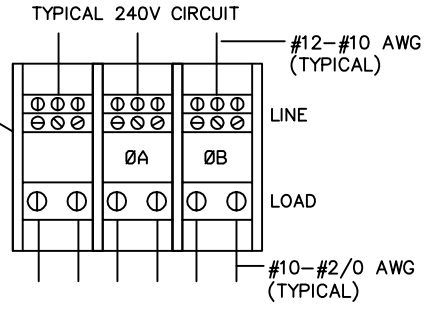 TYPICAL 240V CIRCUIT
#12-#10 AWG
(TYPICAL)
LINE
ØA ØB
LOAD
#10-#2/0 AWG
(TYPICAL)